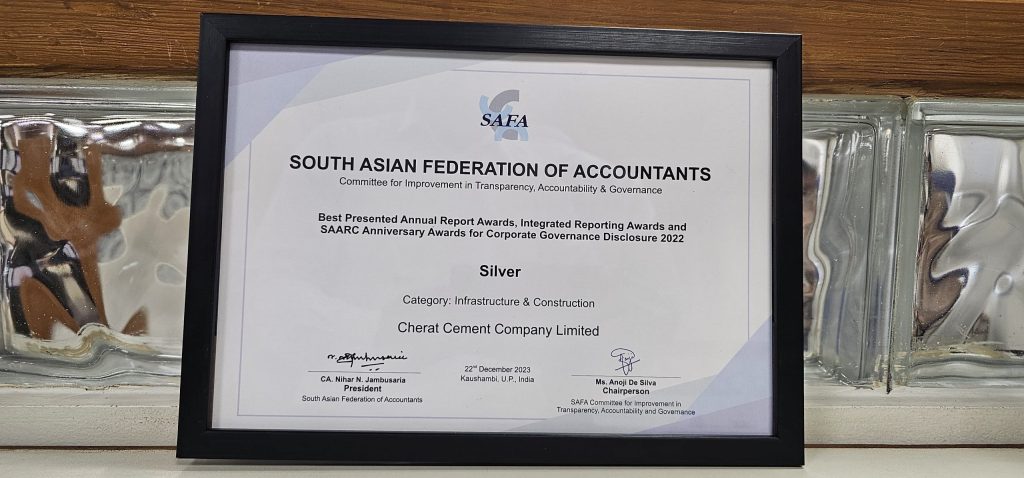 SAFA
SOUTH ASIAN FEDERATION OF ACCOUNTANTS
Committee for Improvement in Transparency, Accountability & Governance
Best Presented Annual Report Awards, Integrated Reporting Awards and
SAARC Anniversary Awards for Corporate Governance Disclosure 2022
Silver
Category: Infrastructure & Construction
Cherat Cement Company Limited
CA. Nihar N. Jambusaria
President
South Asian Federation of Accountants
22nd December 2023
Kaushambi. U.P., India
Ms. Anoji De Silva
Chairperson
SAFA Committee for Improvement in
Transparency, Accountability and Governance